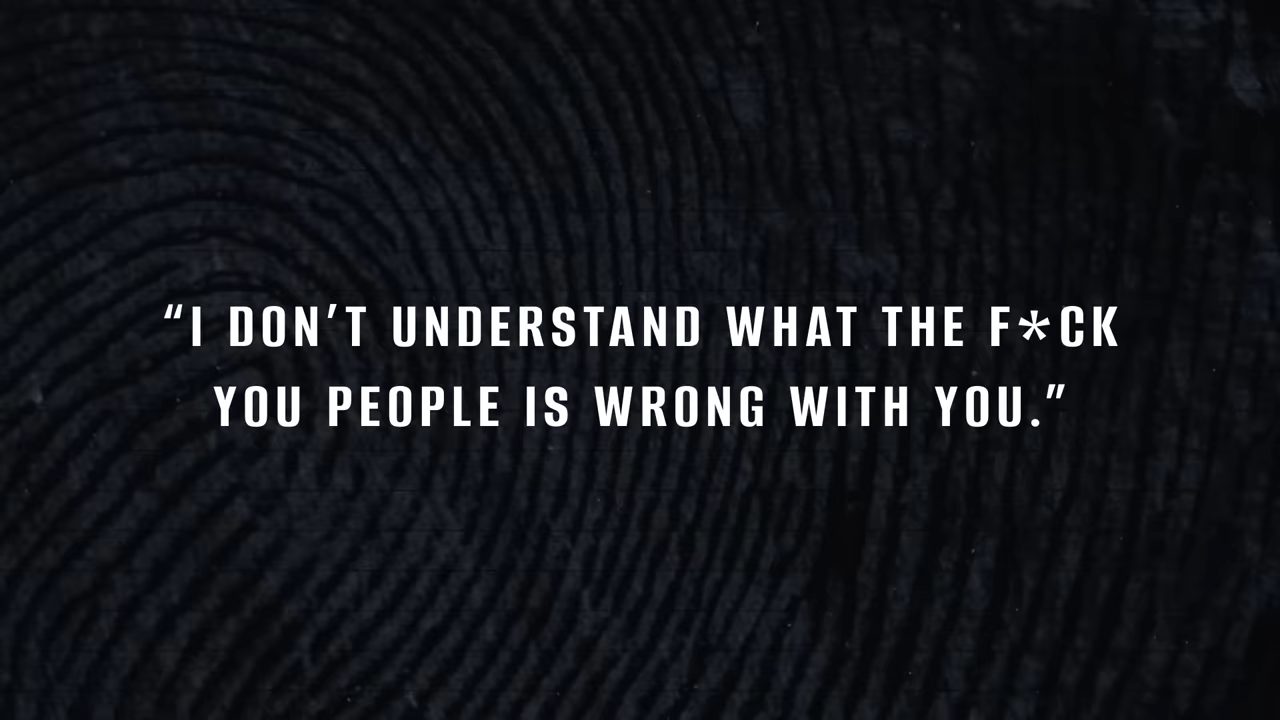 “I DON’T UNDERSTAND WHAT THE F*CK
YOU PEOPLE IS WRONG WITH YOU.”